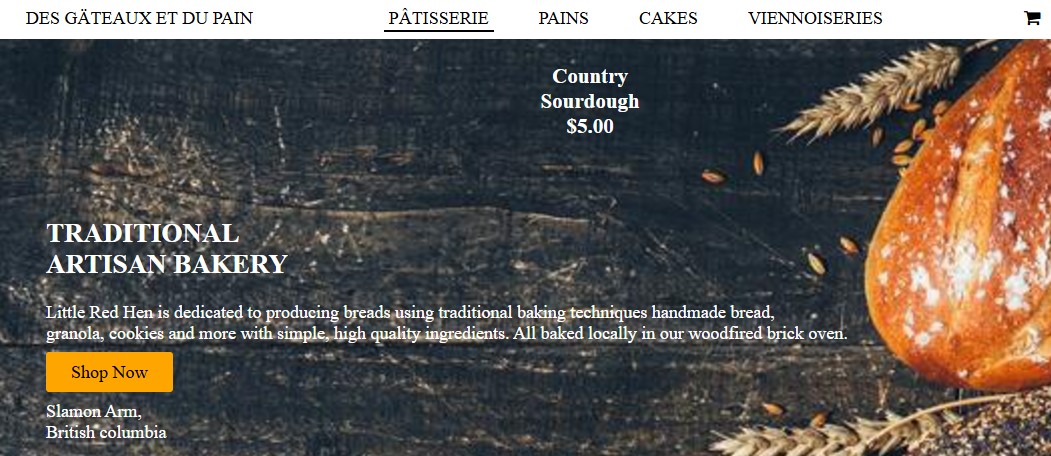 DES GÄTEAUX ET DU PAIN
PÂTISSERIE
PAINS
CAKES
VIENNOISERIES
Country
Sourdough
$5.00
TRADITIONAL
ARTISAN BAKERY
Little Red Hen is dedicated to producing breads using traditional baking techniques handmade bread,
granola, cookies and more with simple, high quality ingredients. All baked locally in our woodfired brick oven.
Shop Now
Slamon Arm,
British columbia